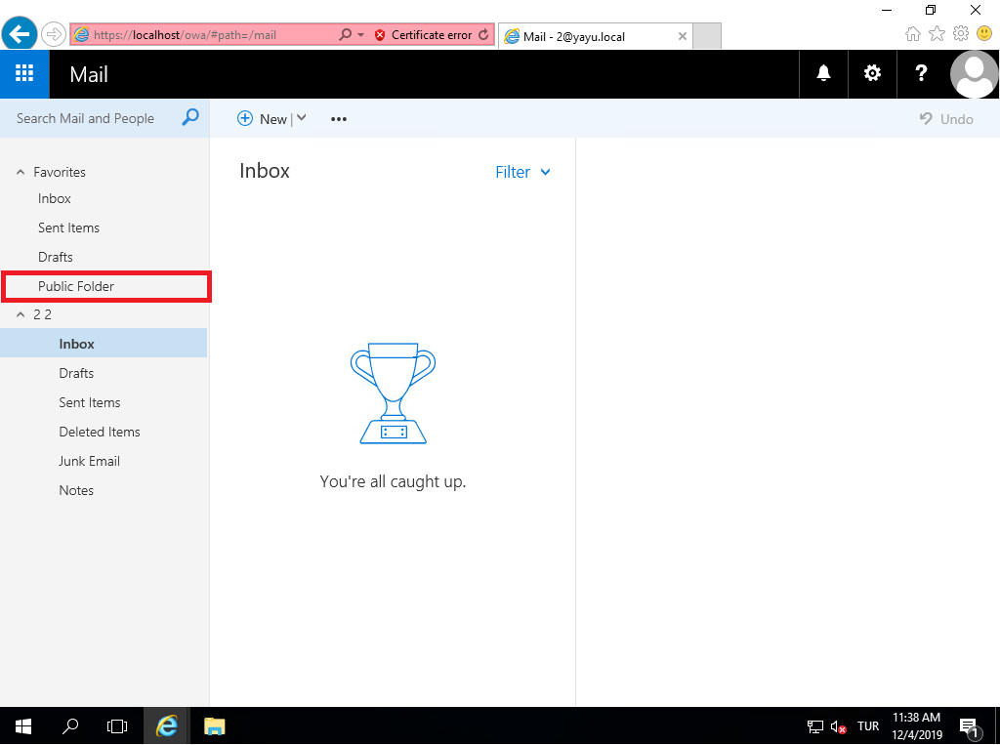 https://localhost/owa/#path=/mail
Certificate error
Mail - 2@yayu.local
Mail
?
Search Mail and People
New
Undo
Favorites
Inbox
Sent Items
Drafts
Public Folder
2 2
Inbox
Drafts
Sent Items
Deleted Items
Junk Email
Notes
Inbox
Filter
You're all caught up.
TUR
11:38 AM
12/4/2019
1